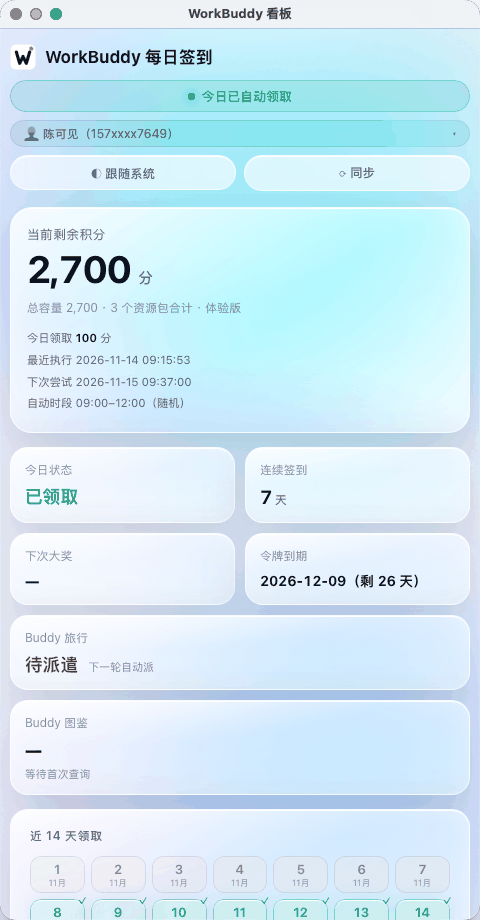 WorkBuddy 看板
W
WorkBuddy 每日签到
今日已自动领取
陈可见（157xxxx7649）
跟随系统
同步
当前剩余积分
2,700 分
总容量 2,700 · 3 个资源包合计 · 体验版
今日领取 100 分
最近执行 2026-11-14 09:15:53
下次尝试 2026-11-15 09:37:00
自动时段 09:00–12:00（随机）
今日状态
已领取
连续签到
7 天
下次大奖
—
令牌到期
2026-12-09（剩 26 天）
Buddy 旅行
待派遣 下一轮自动派
Buddy 图鉴
—
等待首次查询
近 14 天领取
1 2 3 4 5 6 7
11月 11月 11月 11月 11月 11月 11月
8 9 10 11 12 13 14